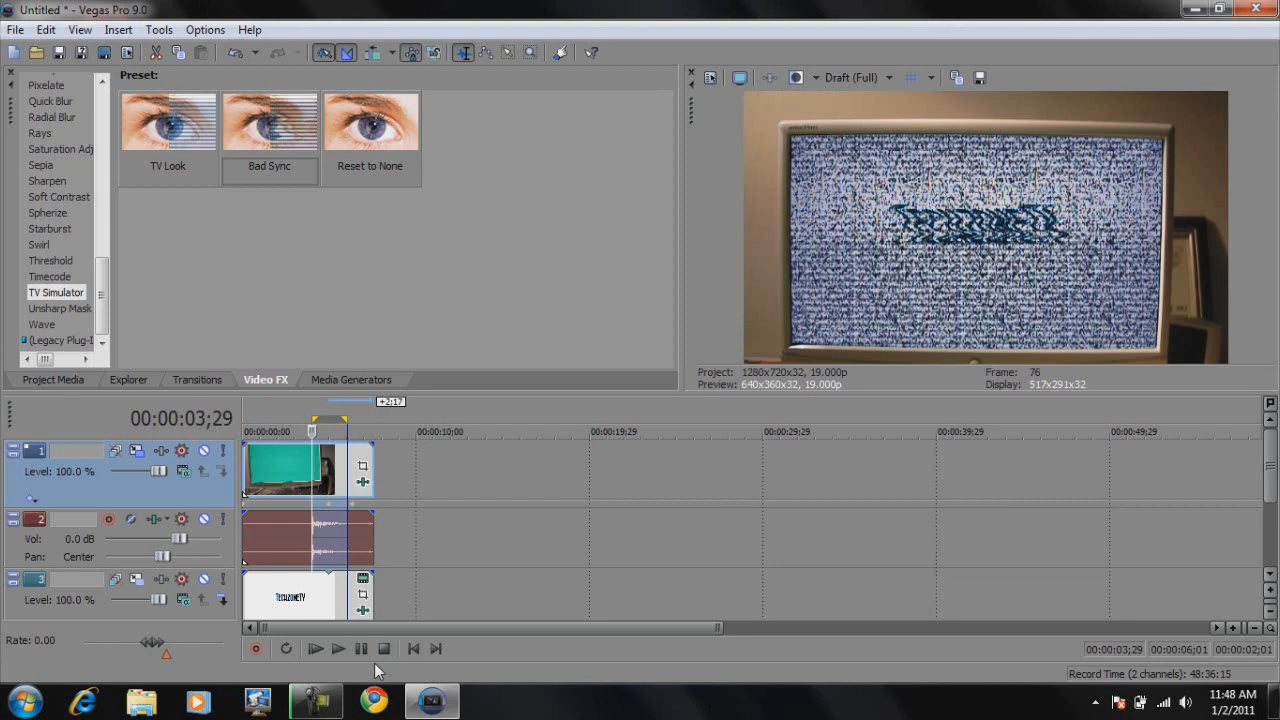 Untitled * - Vegas Pro 9.0
File Edit View Insert Tools Options Help
Pixelate
Quick Blur
Radial Blur
Rays
Saturation Adj
Sepia
Sharpen
Soft Contrast
Spherize
Starburst
Swirl
Threshold
Timecode
TV Simulator
Unsharp Mask
Wave
(Legacy Plug-I
Preset:
TV Look Bad Sync Reset to None
Project Media Explorer Transitions Video FX Media Generators
Draft (Full)
Project: 1280x720x32, 19.000p Frame: 76
Preview: 640x360x32, 19.000p Display: 517x291x32
+2;17
00:00:03;29
00:00:00;00 00:00:10;00 00:00:19;29 00:00:29;29 00:00:39;29 00:00:49;29
1
Level: 100.0 %
2
Vol: 0.0 dB
Pan: Center
3
Level: 100.0 %
TECHZONETV
Rate: 0.00
00:00:03;29 00:00:06;01 00:00:02;01
Record Time (2 channels): 48:36:15
11:48 AM
1/2/2011